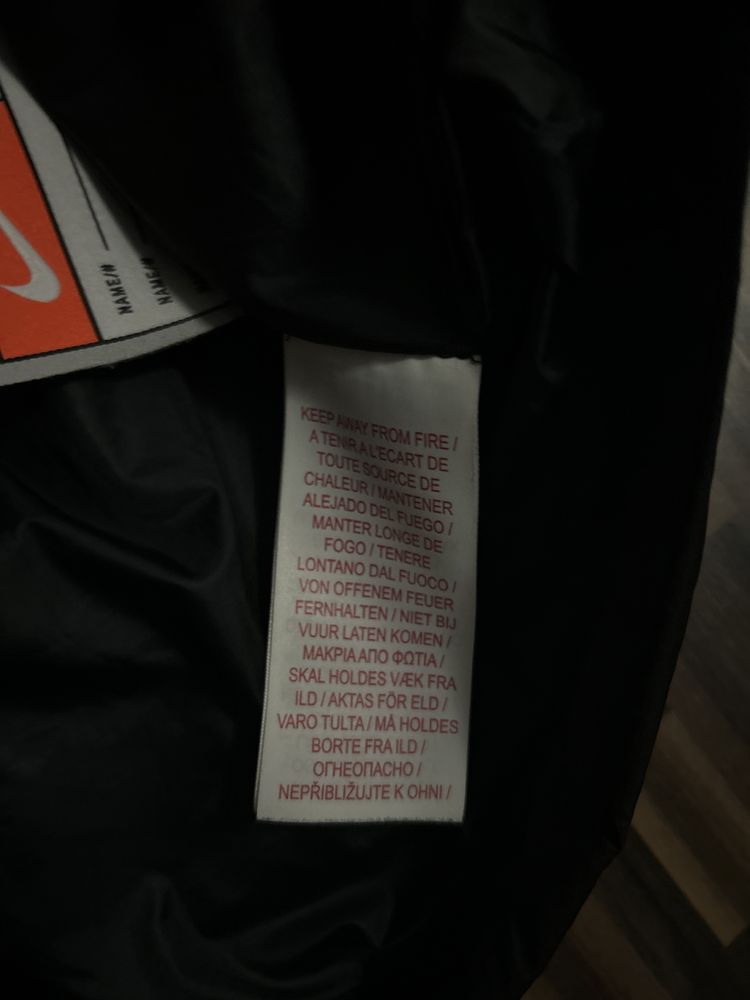 NAME/N
NAME/N
KEEP AWAY FROM FIRE /
A TENIR A L'ECART DE
TOUTE SOURCE DE
CHALEUR / MANTENER
ALEJADO DEL FUEGO /
MANTER LONGE DE
FOGO / TENERE
LONTANO DAL FUOCO /
VON OFFENEM FEUER
FERNHALTEN / NIET BIJ
VUUR LATEN KOMEN /
ΜΑΚΡΙΑ ΑΠΟ ΦΩΤΙΑ /
SKAL HOLDES VÆK FRA
ILD / AKTAS FÖR ELD /
VARO TULTA / MÅ HOLDES
BORTE FRA ILD /
ОГНЕОПАСНО /
NEPŘIBLIŽUJTE K OHNI /